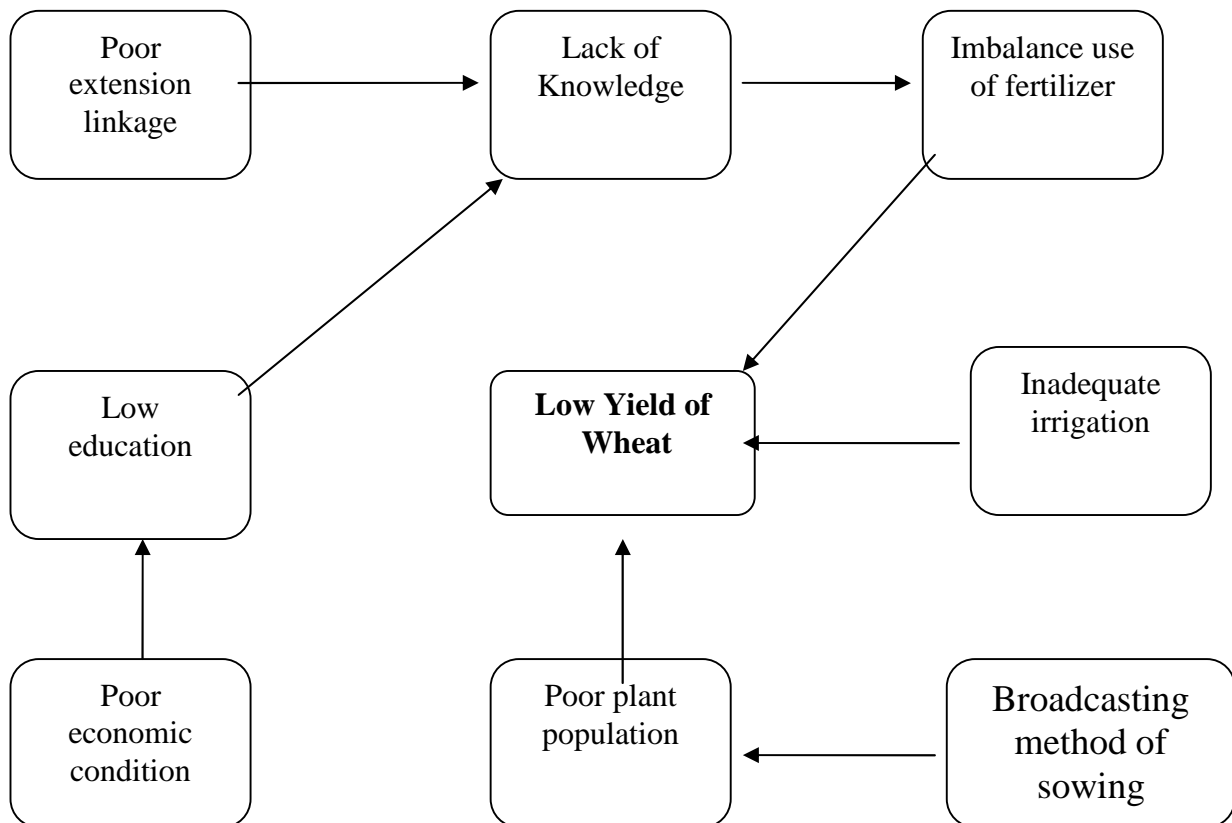 Poor
extension
linkage
Lack of
Knowledge
Imbalance use
of fertilizer
Low
education
Low Yield of
Wheat
Inadequate
irrigation
Poor
economic
condition
Poor plant
population
Broadcasting
method of
sowing